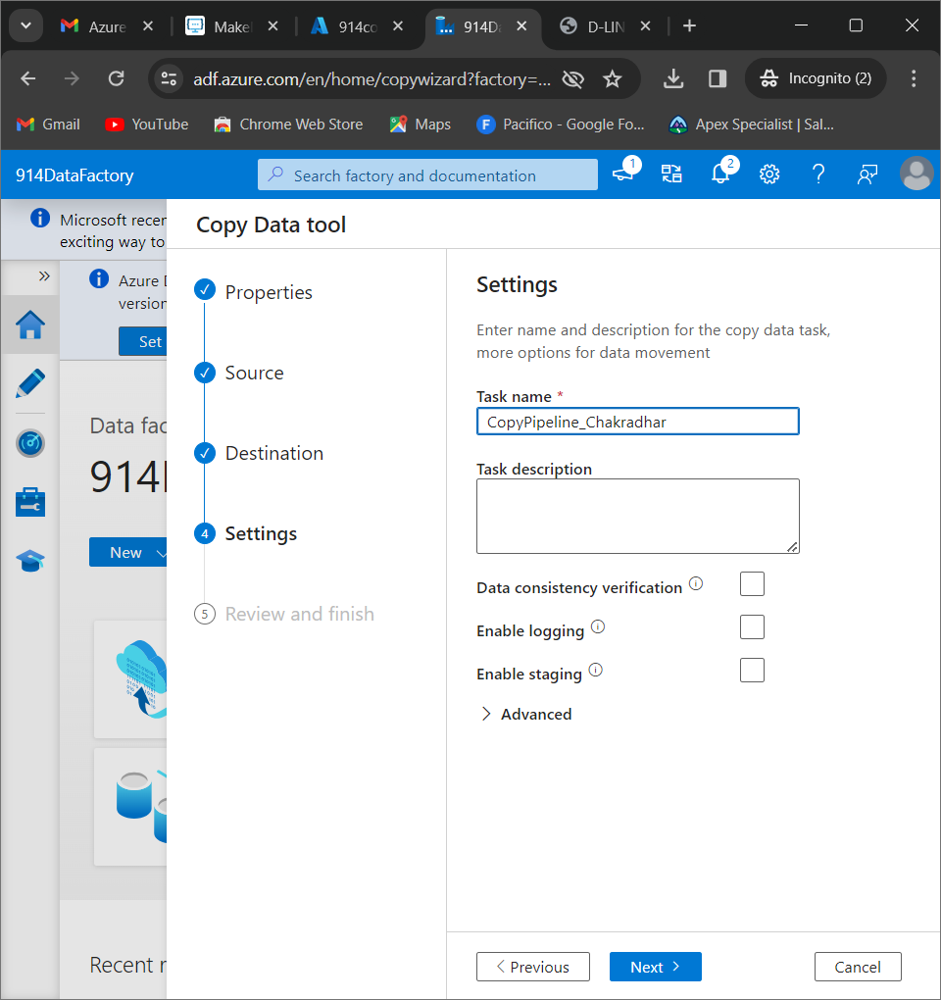 Azure
Make
914co
914Da
D-LIN
adf.azure.com/en/home/copywizard?factory=...
Incognito (2)
Gmail
YouTube
Chrome Web Store
Maps
Pacifico - Google Fo...
Apex Specialist | Sal...
914DataFactory
Search factory and documentation
1
2
Microsoft recen
exciting way to
Azure D
version
Set
Data fac
914
New
Recent r
Copy Data tool
Properties
Source
Destination
4
Settings
5
Review and finish
Settings
Enter name and description for the copy data task,
more options for data movement
Task name *
CopyPipeline_Chakradhar
Task description
Data consistency verification
Enable logging
Enable staging
Advanced
Previous
Next
Cancel